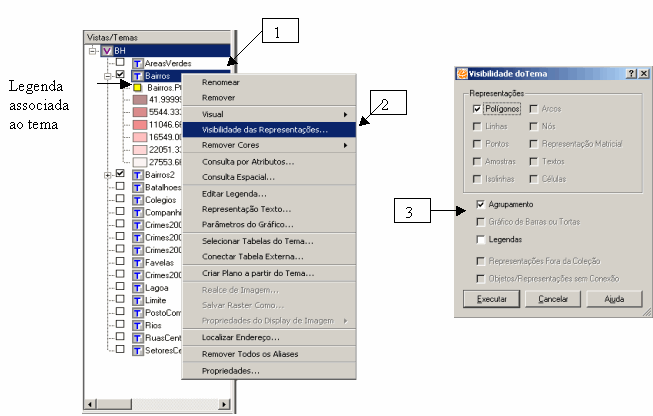 1
Vistas/Temas
BH
AreasVerdes
Bairros
Legenda
associada
ao tema
Bairros.P
41.99999
5544.333
11046.66
16549.00
22051.33
27553.66
Bairros2
Batalhoes
Colegios
Companhi
Crimes200
Crimes200
Crimes200
Favelas
Lagoa
Limite
PostoCom
Rios
RuasCent
SetoresCe
Renomear
Remover
Visual
2
Visibilidade das Representações...
Remover Cores
Consulta por Atributos...
Consulta Espacial...
Editar Legenda...
Representação Texto...
Parâmetros do Gráfico...
Selecionar Tabelas do Tema...
Conectar Tabela Externa...
Criar Plano a partir do Tema...
Realce de Imagem...
Salvar Raster Como...
Propriedades do Display de Imagem
Localizar Endereço...
Remover Todos os Aliases
Propriedades...
Visibilidade doTema
Representações
Polígonos
Arcos
Linhas
Nós
Pontos
Representação Matricial
Amostras
Textos
Isolinhas
Células
3
Agrupamento
Gráfico de Barras ou Tortas
Legendas
Representações Fora da Coleção
Objetos/Representações sem Conexão
Executar
Cancelar
Ajuda